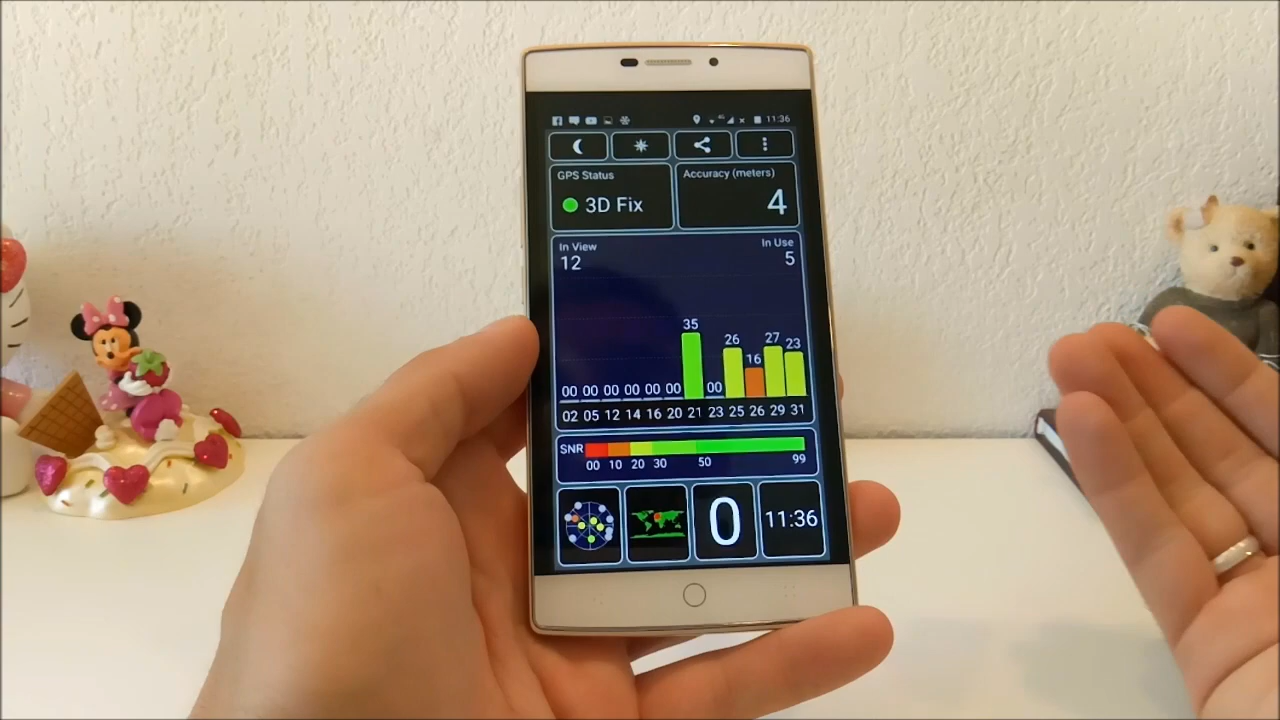 4G 11:36
GPS Status
3D Fix
Accuracy (meters)
4
In View
12
In Use
5
35
26
27
16
23
00 00 00 00 00 00 00
02 05 12 14 16 20 21 23 25 26 29 31
SNR
00 10 20 30 50 99
0
11:36